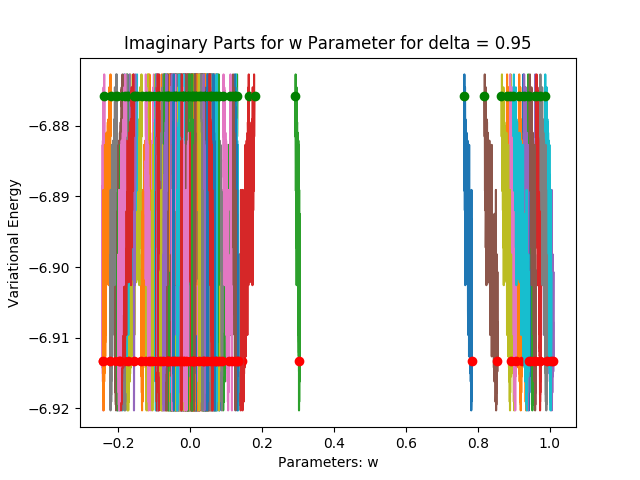 Imaginary Parts for w Parameter for delta = 0.95
Variational Energy
−6.88
−6.89
−6.90
−6.91
−6.92
−0.2 0.0 0.2 0.4 0.6 0.8 1.0
Parameters: w